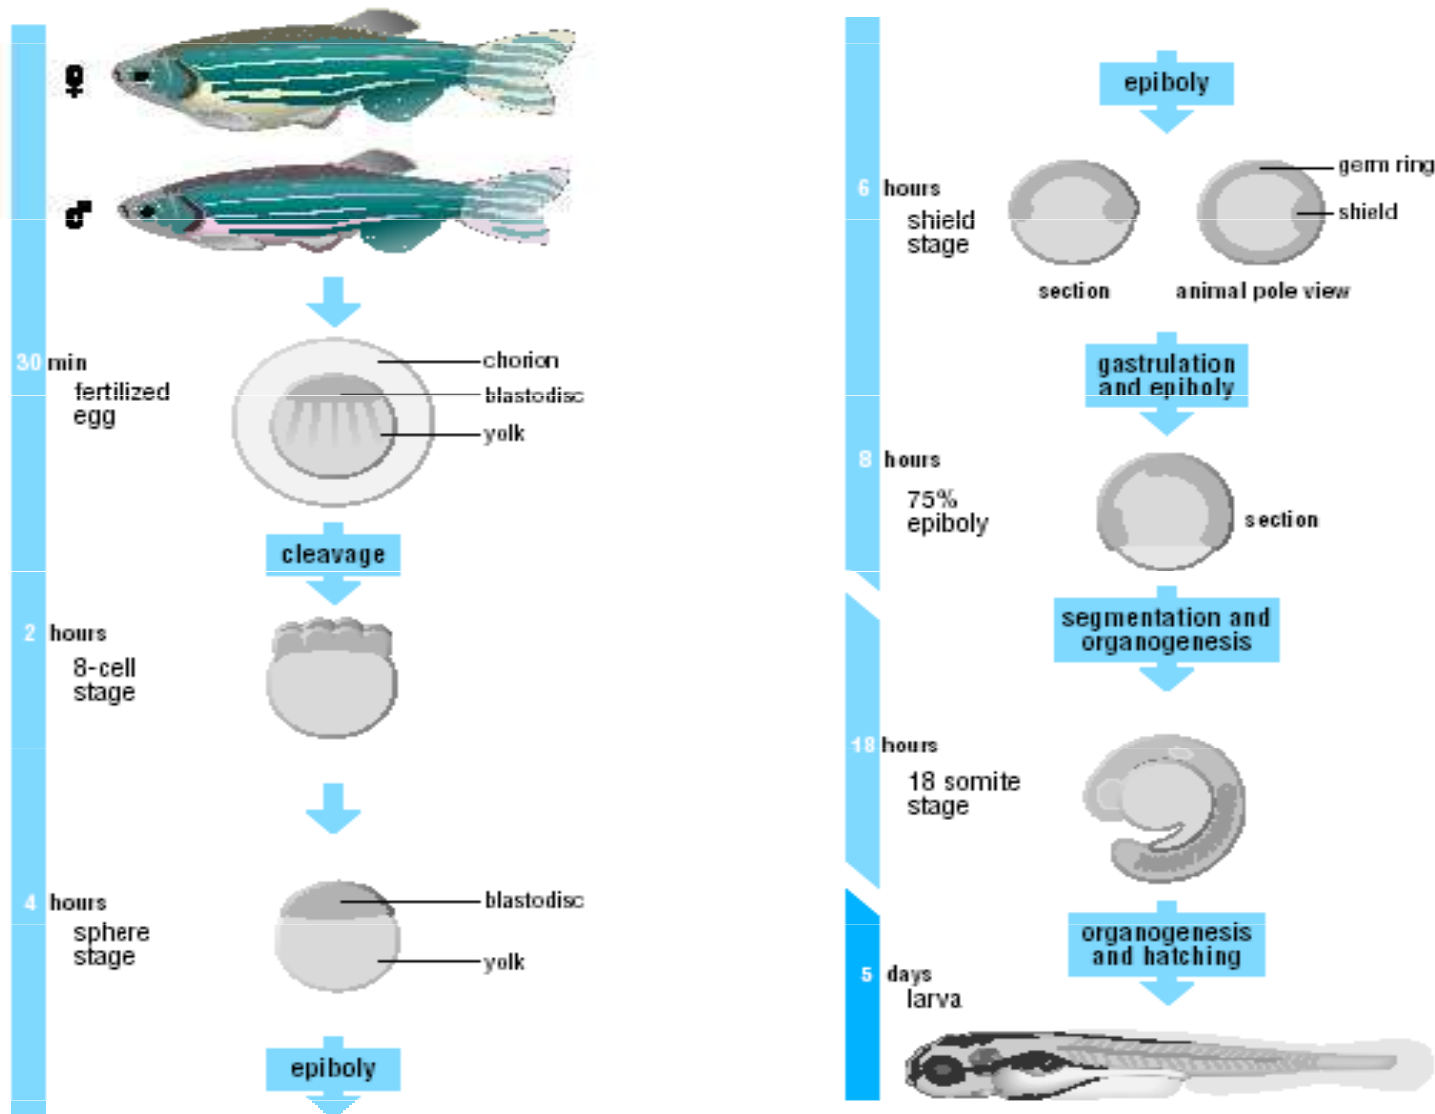 ♀
♂
30 min
fertilized
egg
chorion
blastodisc
yolk
cleavage
2 hours
8-cell
stage
4 hours
sphere
stage
blastodisc
yolk
epiboly
epiboly
6 hours
shield
stage
germ ring
shield
section
animal pole view
gastrulation
and epiboly
8 hours
75%
epiboly
section
segmentation and
organogenesis
18 hours
18 somite
stage
organogenesis
and hatching
5 days
larva